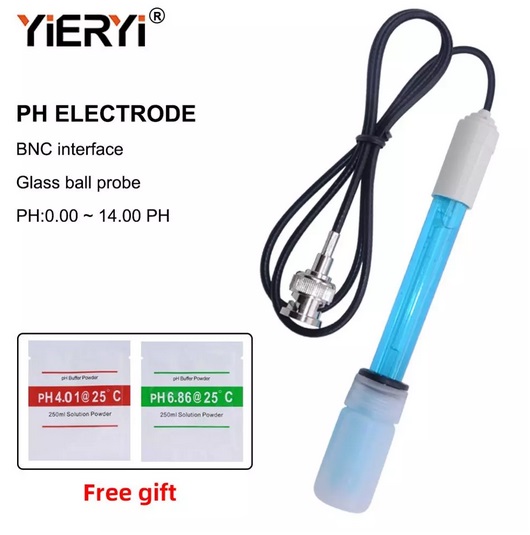 YiERYi®
PH ELECTRODE
BNC interface
Glass ball probe
PH:0.00 ~ 14.00 PH
pH Buffer Powder
PH4.01@25°C
250ml Solution Powder
pH Buffer Powder
PH6.86@25°C
250ml Solution Powder
Free gift